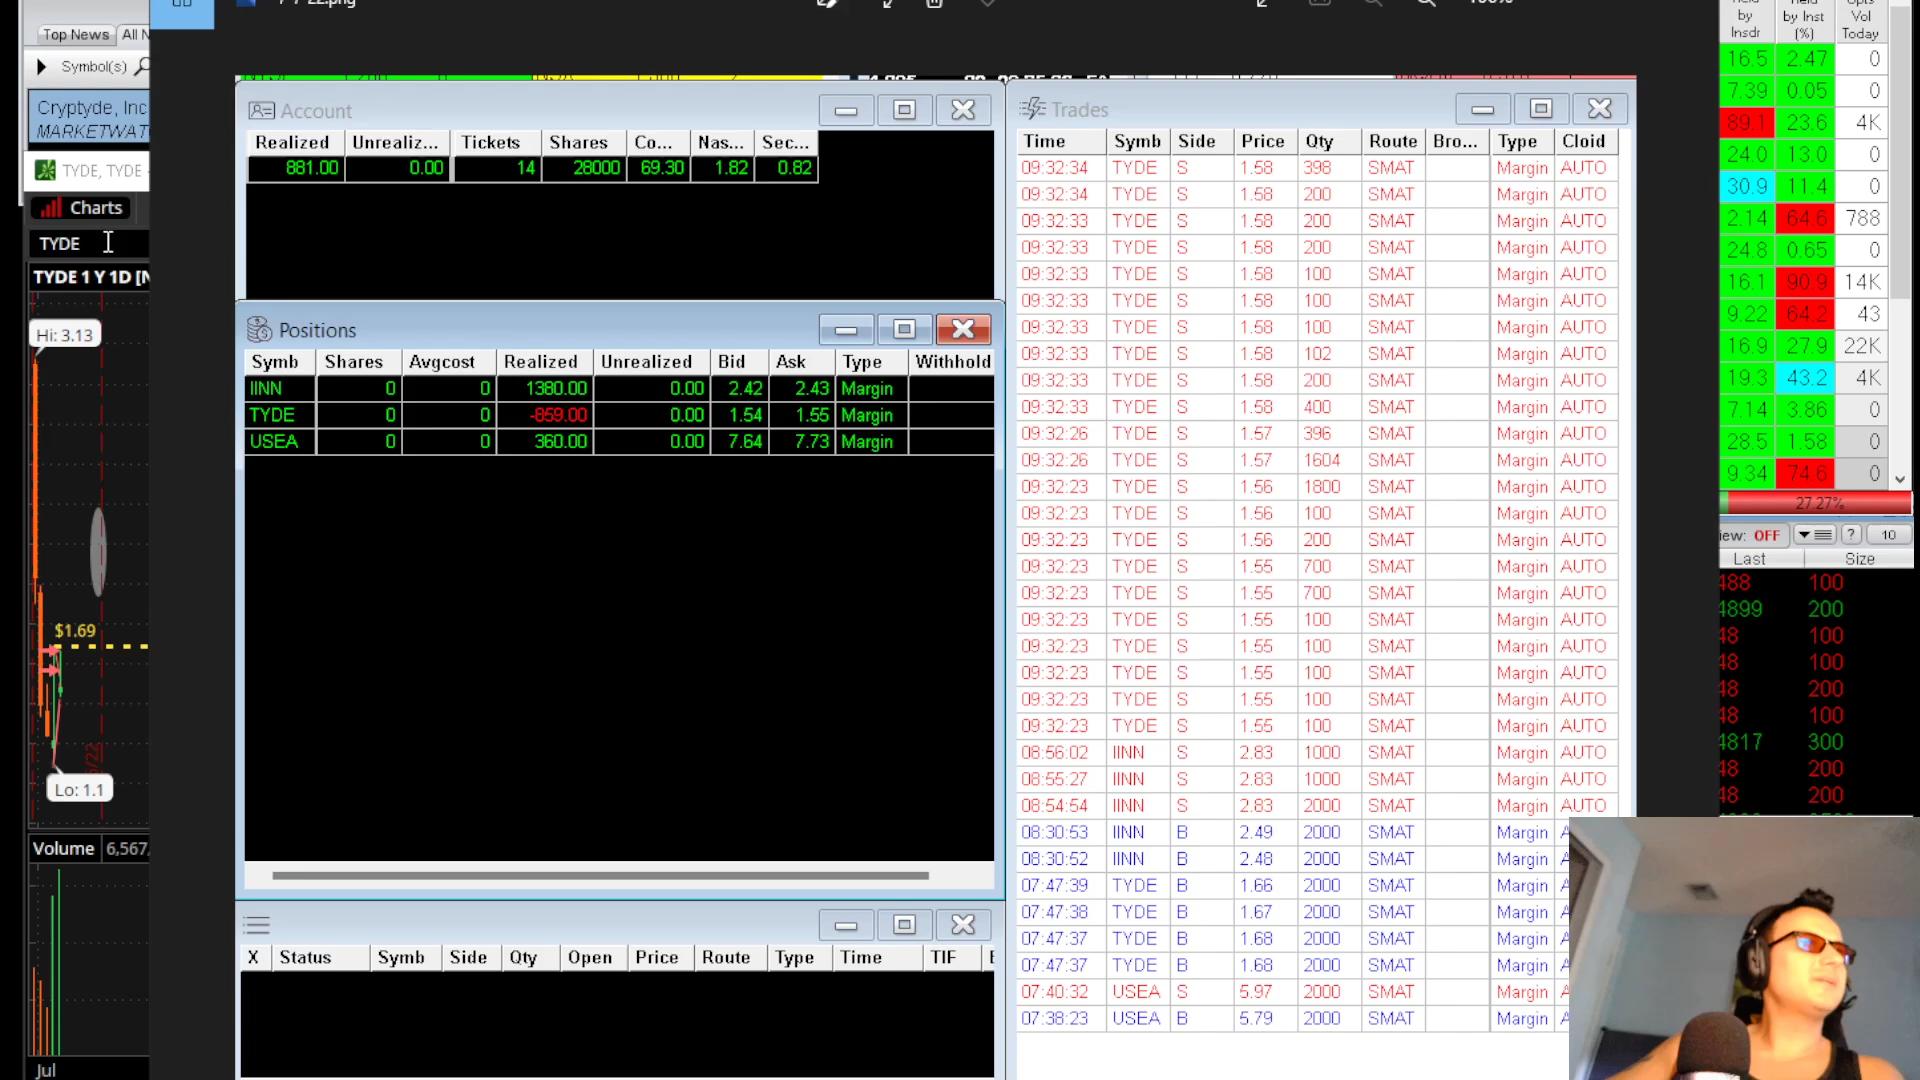 Top News All N
Symbol(s)
Cryptyde, Inc
MARKETWAT
TYDE, TYDE
Charts
TYDE
TYDE 1 Y 1D [N
Hi: 3.13
$1.69
Lo: 1.1
Volume 6,567,
Jul
Account
Realized Unrealiz... Tickets Shares Co... Nas... Sec...
881.00 0.00 14 28000 69.30 1.82 0.82
Positions
Symb Shares Avgcost Realized Unrealized Bid Ask Type Withhold
IINN 0 0 1380.00 0.00 2.42 2.43 Margin
TYDE 0 0 -859.00 0.00 1.54 1.55 Margin
USEA 0 0 360.00 0.00 7.64 7.73 Margin
X Status Symb Side Qty Open Price Route Type Time TIF
Trades
Time Symb Side Price Qty Route Bro... Type Cloid
09:32:34 TYDE S 1.58 398 SMAT Margin AUTO
09:32:34 TYDE S 1.58 200 SMAT Margin AUTO
09:32:33 TYDE S 1.58 200 SMAT Margin AUTO
09:32:33 TYDE S 1.58 200 SMAT Margin AUTO
09:32:33 TYDE S 1.58 100 SMAT Margin AUTO
09:32:33 TYDE S 1.58 100 SMAT Margin AUTO
09:32:33 TYDE S 1.58 100 SMAT Margin AUTO
09:32:33 TYDE S 1.58 102 SMAT Margin AUTO
09:32:33 TYDE S 1.58 200 SMAT Margin AUTO
09:32:33 TYDE S 1.58 400 SMAT Margin AUTO
09:32:26 TYDE S 1.57 396 SMAT Margin AUTO
09:32:26 TYDE S 1.57 1604 SMAT Margin AUTO
09:32:23 TYDE S 1.56 1800 SMAT Margin AUTO
09:32:23 TYDE S 1.56 100 SMAT Margin AUTO
09:32:23 TYDE S 1.56 200 SMAT Margin AUTO
09:32:23 TYDE S 1.55 700 SMAT Margin AUTO
09:32:23 TYDE S 1.55 700 SMAT Margin AUTO
09:32:23 TYDE S 1.55 100 SMAT Margin AUTO
09:32:23 TYDE S 1.55 100 SMAT Margin AUTO
09:32:23 TYDE S 1.55 100 SMAT Margin AUTO
09:32:23 TYDE S 1.55 100 SMAT Margin AUTO
09:32:23 TYDE S 1.55 100 SMAT Margin AUTO
08:56:02 IINN S 2.83 1000 SMAT Margin AUTO
08:55:27 IINN S 2.83 1000 SMAT Margin AUTO
08:54:54 IINN S 2.83 2000 SMAT Margin AUTO
08:30:53 IINN B 2.49 2000 SMAT Margin
08:30:52 IINN B 2.48 2000 SMAT Margin
07:47:39 TYDE B 1.66 2000 SMAT Margin
07:47:38 TYDE B 1.67 2000 SMAT Margin
07:47:37 TYDE B 1.68 2000 SMAT Margin
07:47:37 TYDE B 1.68 2000 SMAT Margin
07:40:32 USEA S 5.97 2000 SMAT Margin
07:38:23 USEA B 5.79 2000 SMAT Margin
by by Inst Vol
Insdr (%) Today
16.5 2.47 0
7.39 0.05 0
89.1 23.6 4K
24.0 13.0 0
30.9 11.4 0
2.14 64.6 788
24.8 0.65 0
16.1 90.9 14K
9.22 64.2 43
16.9 27.9 22K
19.3 43.2 4K
7.14 3.86 0
28.5 1.58 0
9.34 74.6 0
27.27%
iew: OFF ? 10
Last Size
488 100
4899 200
48 100
48 100
48 200
48 100
4817 300
48 200
48 200